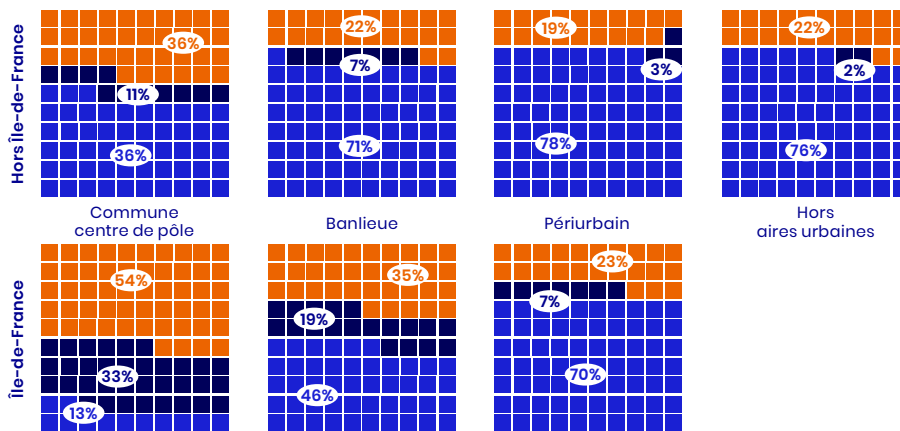 Hors Île-de-France
36%
11%
36%
22%
7%
71%
19%
3%
78%
22%
2%
76%
Commune
centre de pôle
Banlieue
Périurbain
Hors
aires urbaines
Île-de-France
54%
33%
13%
35%
19%
46%
23%
7%
70%